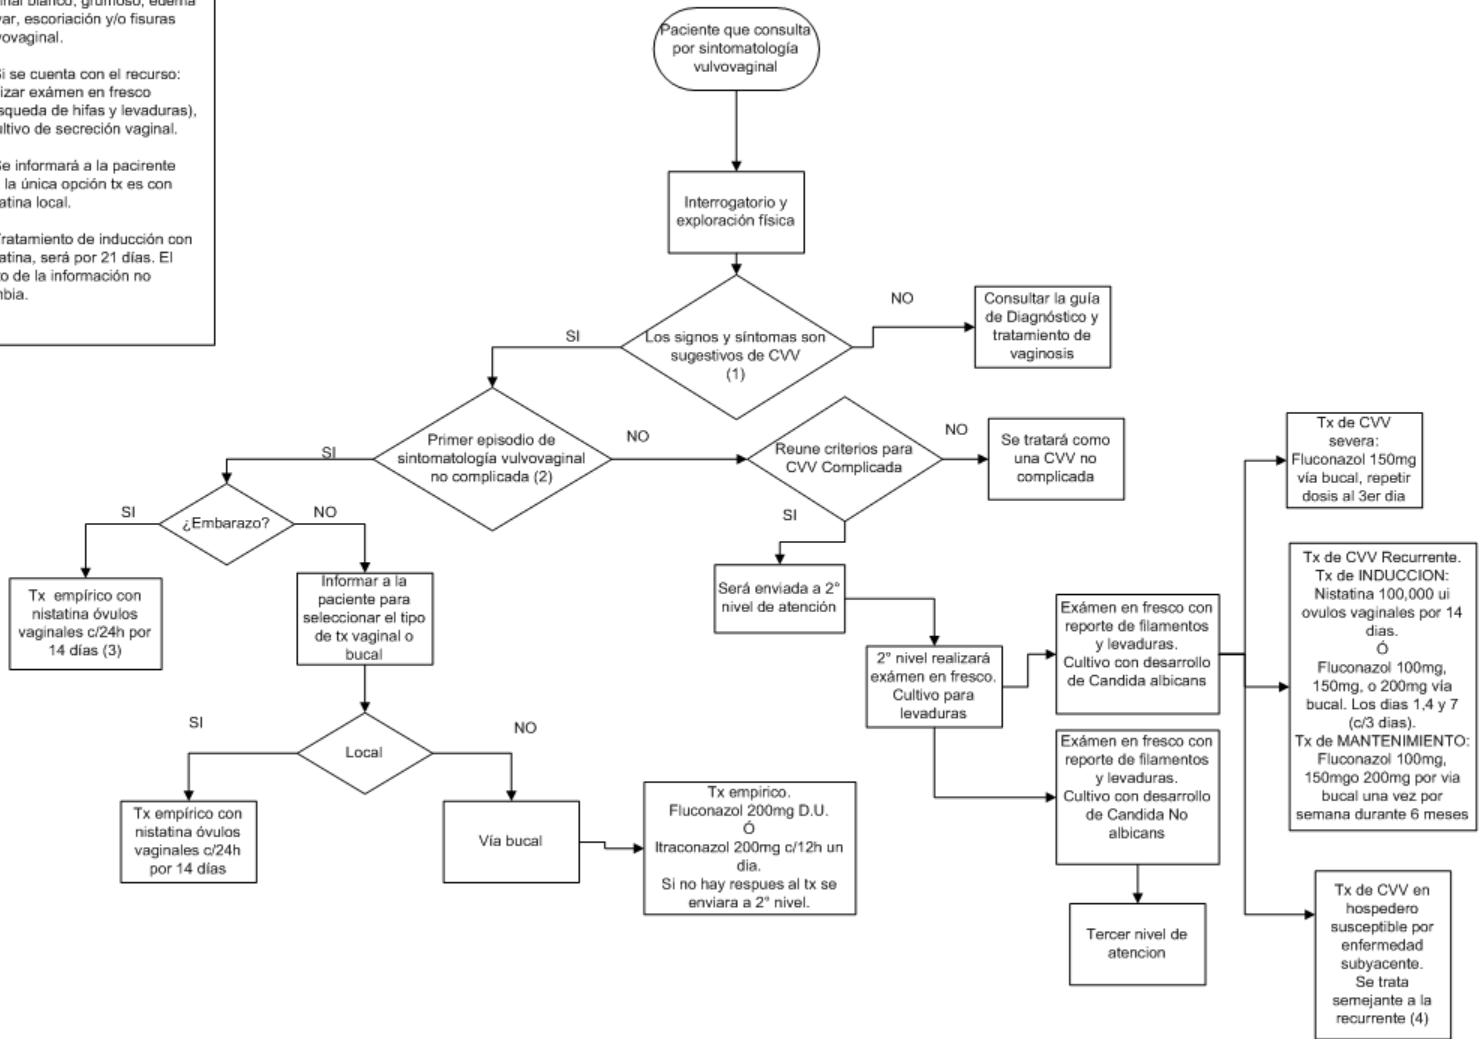 blanco, grumoso, edema
escoriación y/o fisuras
si se cuenta con el recurso:
exámen en fresco
de hifas y levaduras),
de secreción vaginal.
informará a la pacirente
la única opción tx es con
local.
de inducción con
será por 21 días. El
de la información no
Paciente que consulta
por sintomatología
vulvovaginal
Interrogatorio y
exploración física
Los signos y síntomas son
sugestivos de CVV
(1)
NO
Consultar la guía
de Diagnóstico y
tratamiento de
vaginosis
SI
Primer episodio de
sintomatología vulvovaginal
no complicada (2)
NO
Reune criterios para
CVV Complicada
NO
Se tratará como
una CVV no
complicada
SI
¿Embarazo?
SI
NO
Tx empírico con
nistatina óvulos
vaginales c/24h por
14 días (3)
Informar a la
paciente para
seleccionar el tipo
de tx vaginal o
bucal
Local
SI
NO
Tx empírico con
nistatina óvulos
vaginales c/24h
por 14 días
Vía bucal
Tx empirico.
Fluconazol 200mg D.U.
Ó
Itraconazol 200mg c/12h un
dia.
Si no hay respues al tx se
enviara a 2° nivel.
SI
Será enviada a 2°
nivel de atención
2° nivel realizará
exámen en fresco.
Cultivo para
levaduras
Exámen en fresco con
reporte de filamentos
y levaduras.
Cultivo con desarrollo
de Candida albicans
Exámen en fresco con
reporte de filamentos
y levaduras.
Cultivo con desarrollo
de Candida No
albicans
Tercer nivel de
atencion
Tx de CVV
severa:
Fluconazol 150mg
vía bucal, repetir
dosis al 3er dia
Tx de CVV Recurrente.
Tx de INDUCCION:
Nistatina 100,000 ui
ovulos vaginales por 14
dias.
Ó
Fluconazol 100mg,
150mg, o 200mg vía
bucal. Los dias 1,4 y 7
(c/3 dias).
Tx de MANTENIMIENTO:
Fluconazol 100mg,
150mgo 200mg por via
bucal una vez por
semana durante 6 meses
Tx de CVV en
hospedero
susceptible por
enfermedad
subyacente.
Se trata
semejante a la
recurrente (4)